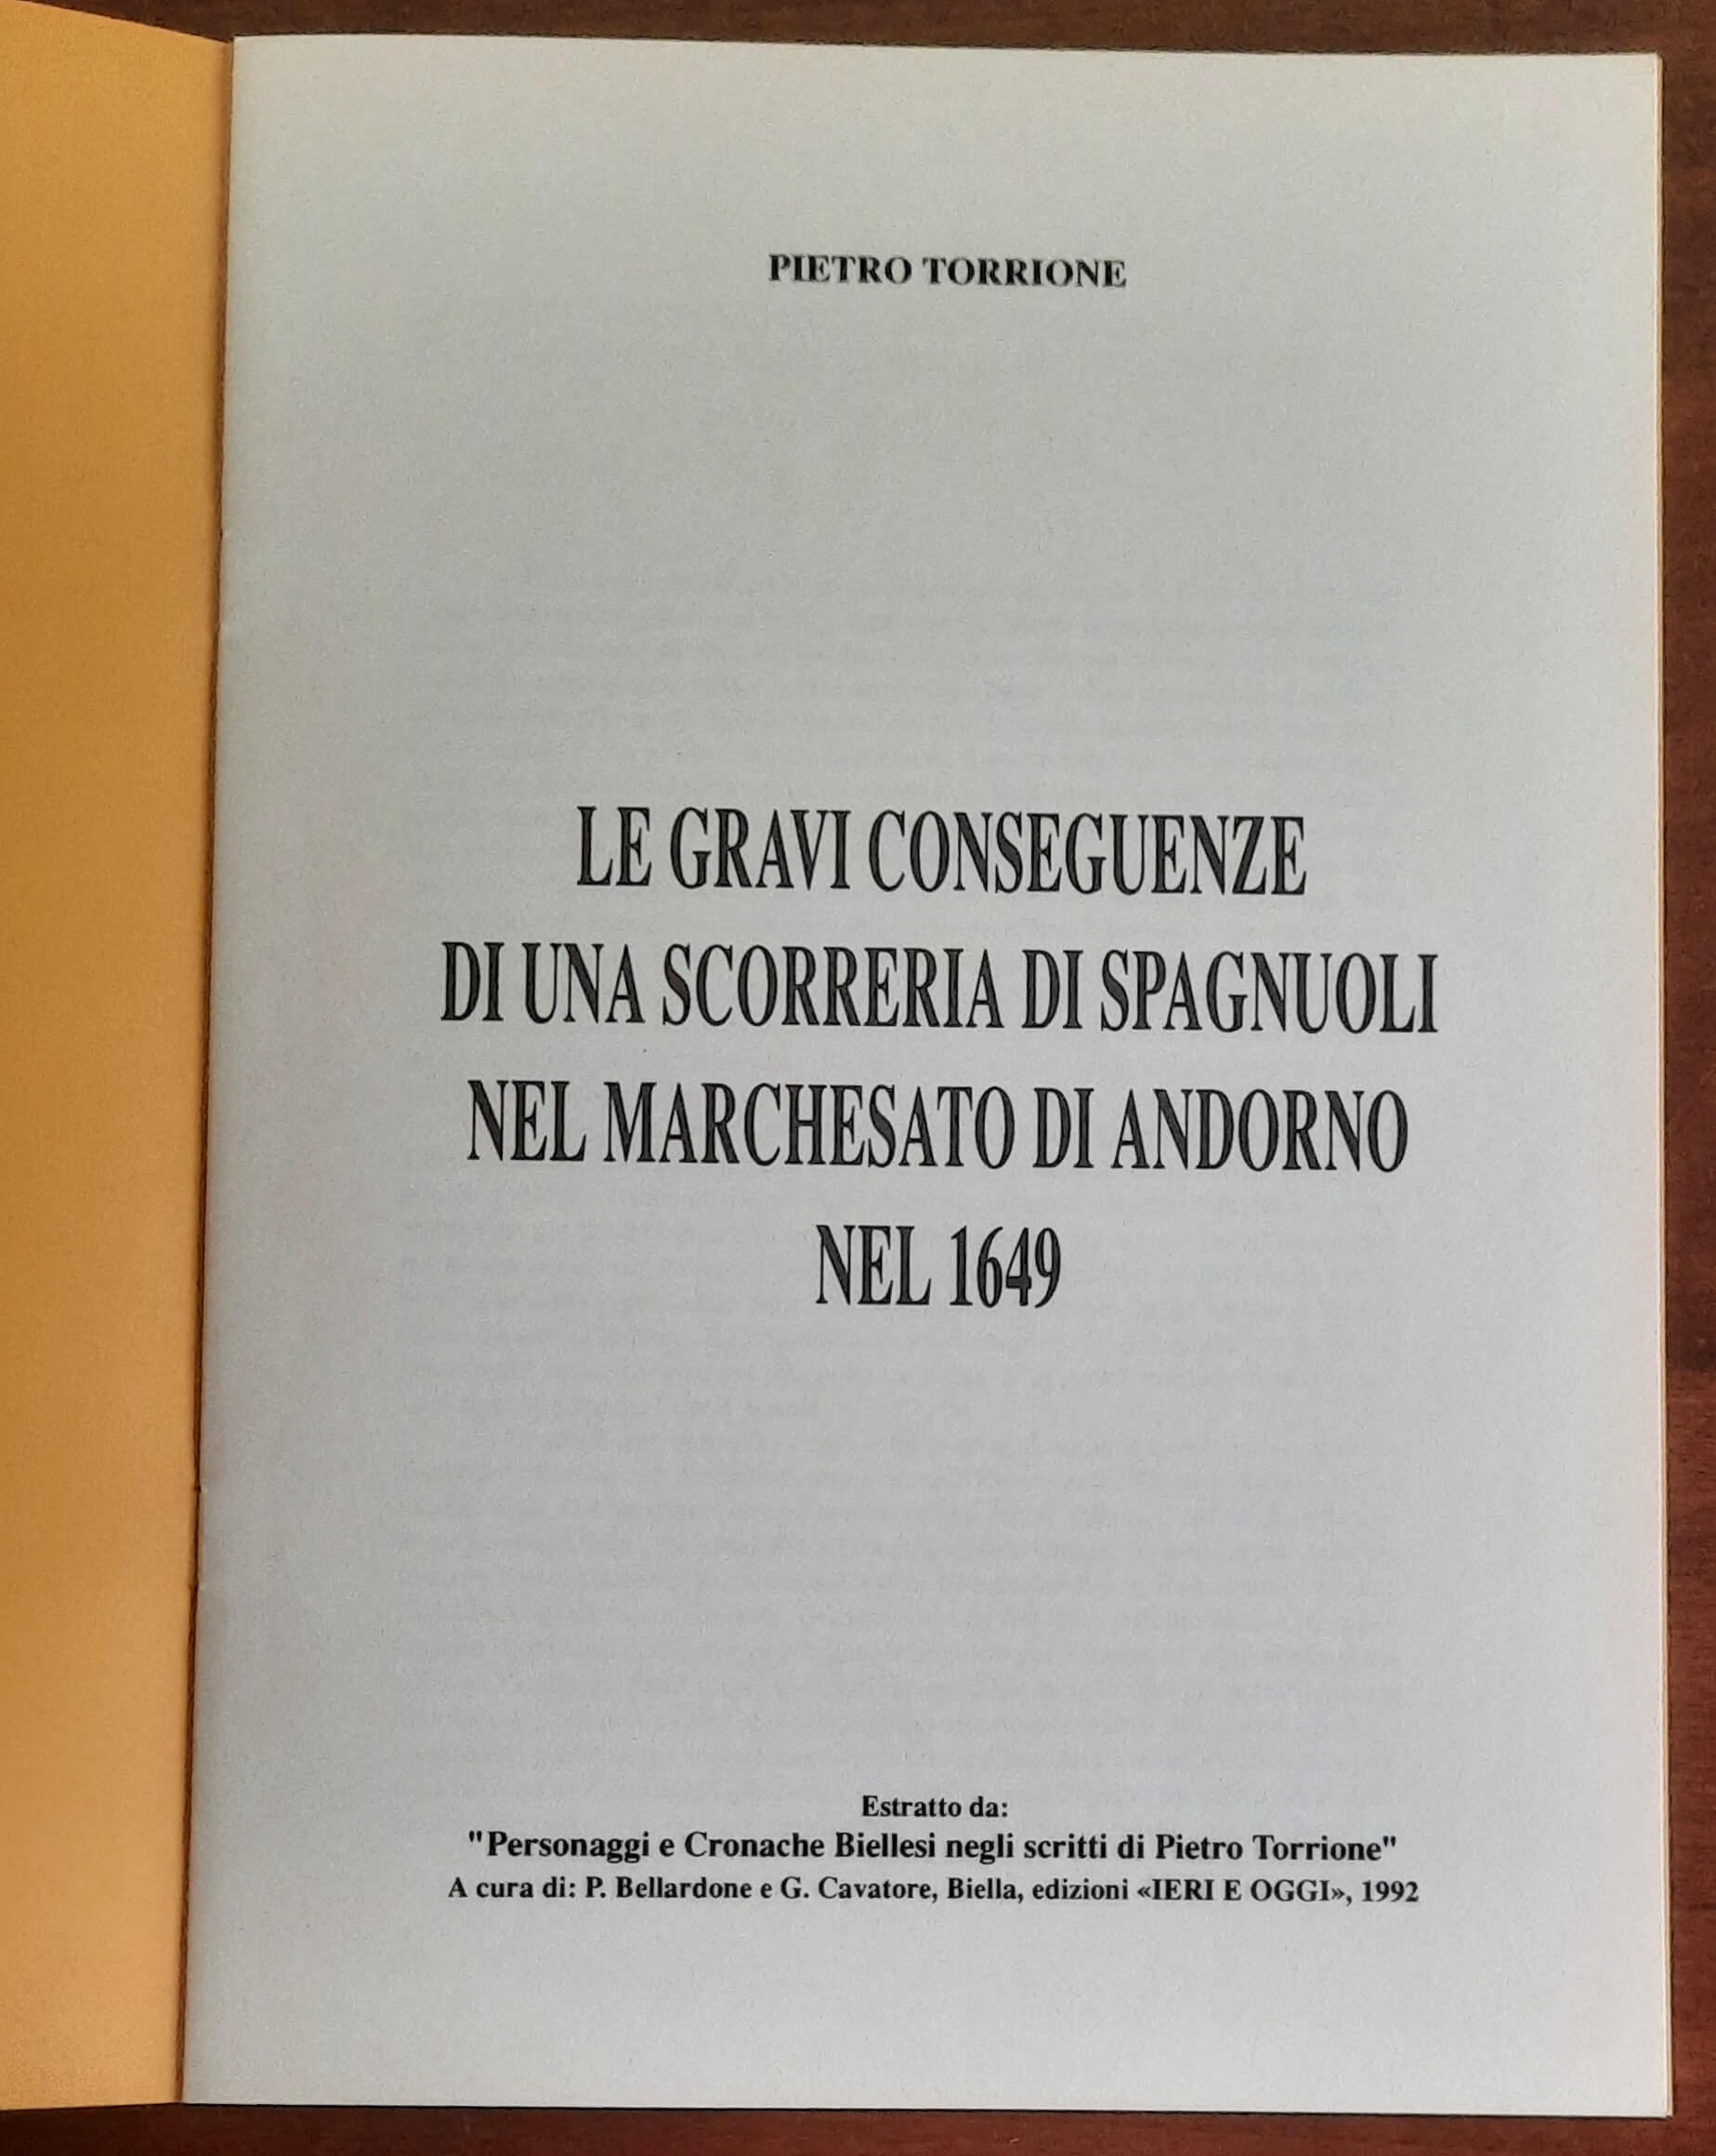 PIETRO TORRIONE
LE GRAVI CONSEGUENZE
DI UNA SCORRERIA DI SPAGNUOLI
NEL MARCHESATO DI ANDORNO
NEL 1649
Estratto da:
"Personaggi e Cronache Biellesi negli scritti di Pietro Torrione"
A cura di: P. Bellardone e G. Cavatore, Biella, edizioni «IERI E OGGI», 1992